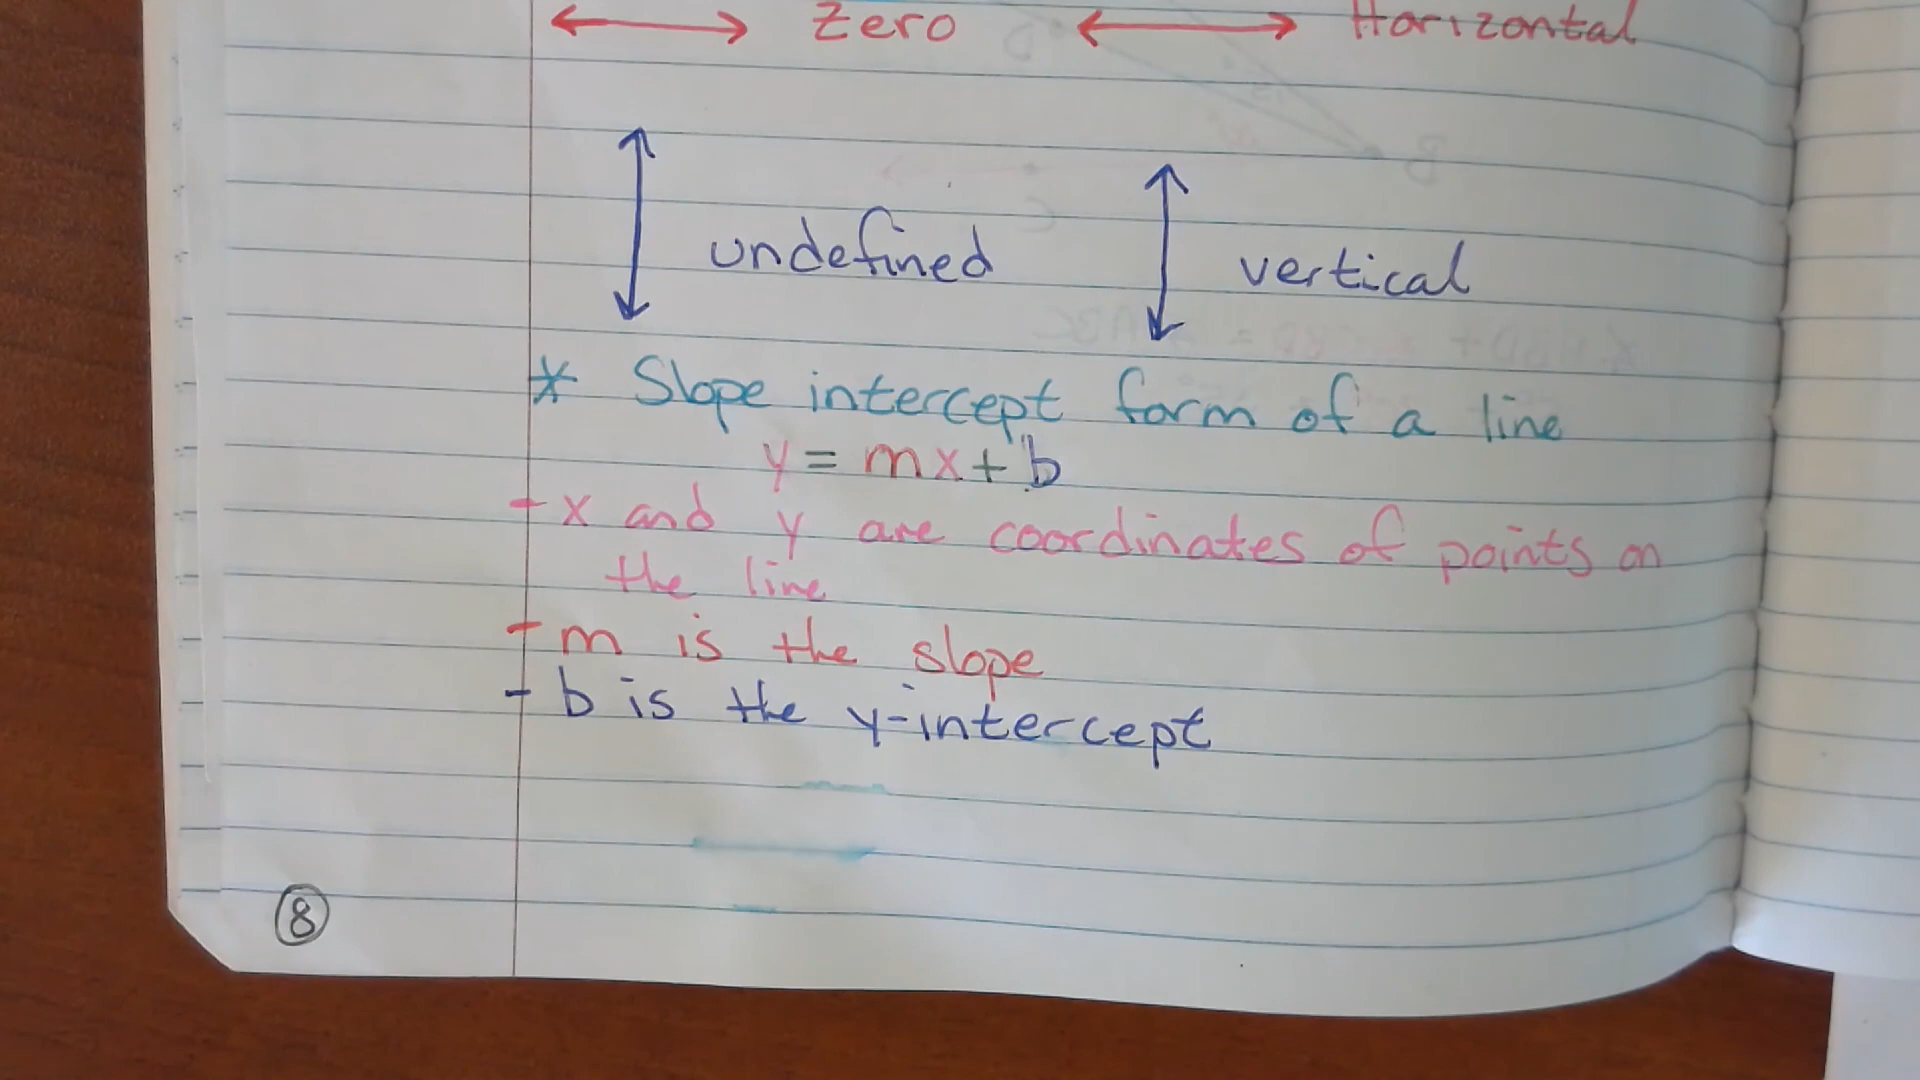 Zero Horizontal
undefined vertical
* Slope intercept form of a line
y = mx + b
- x and y are coordinates of points on
the line
- m is the slope
- b is the y-intercept
8